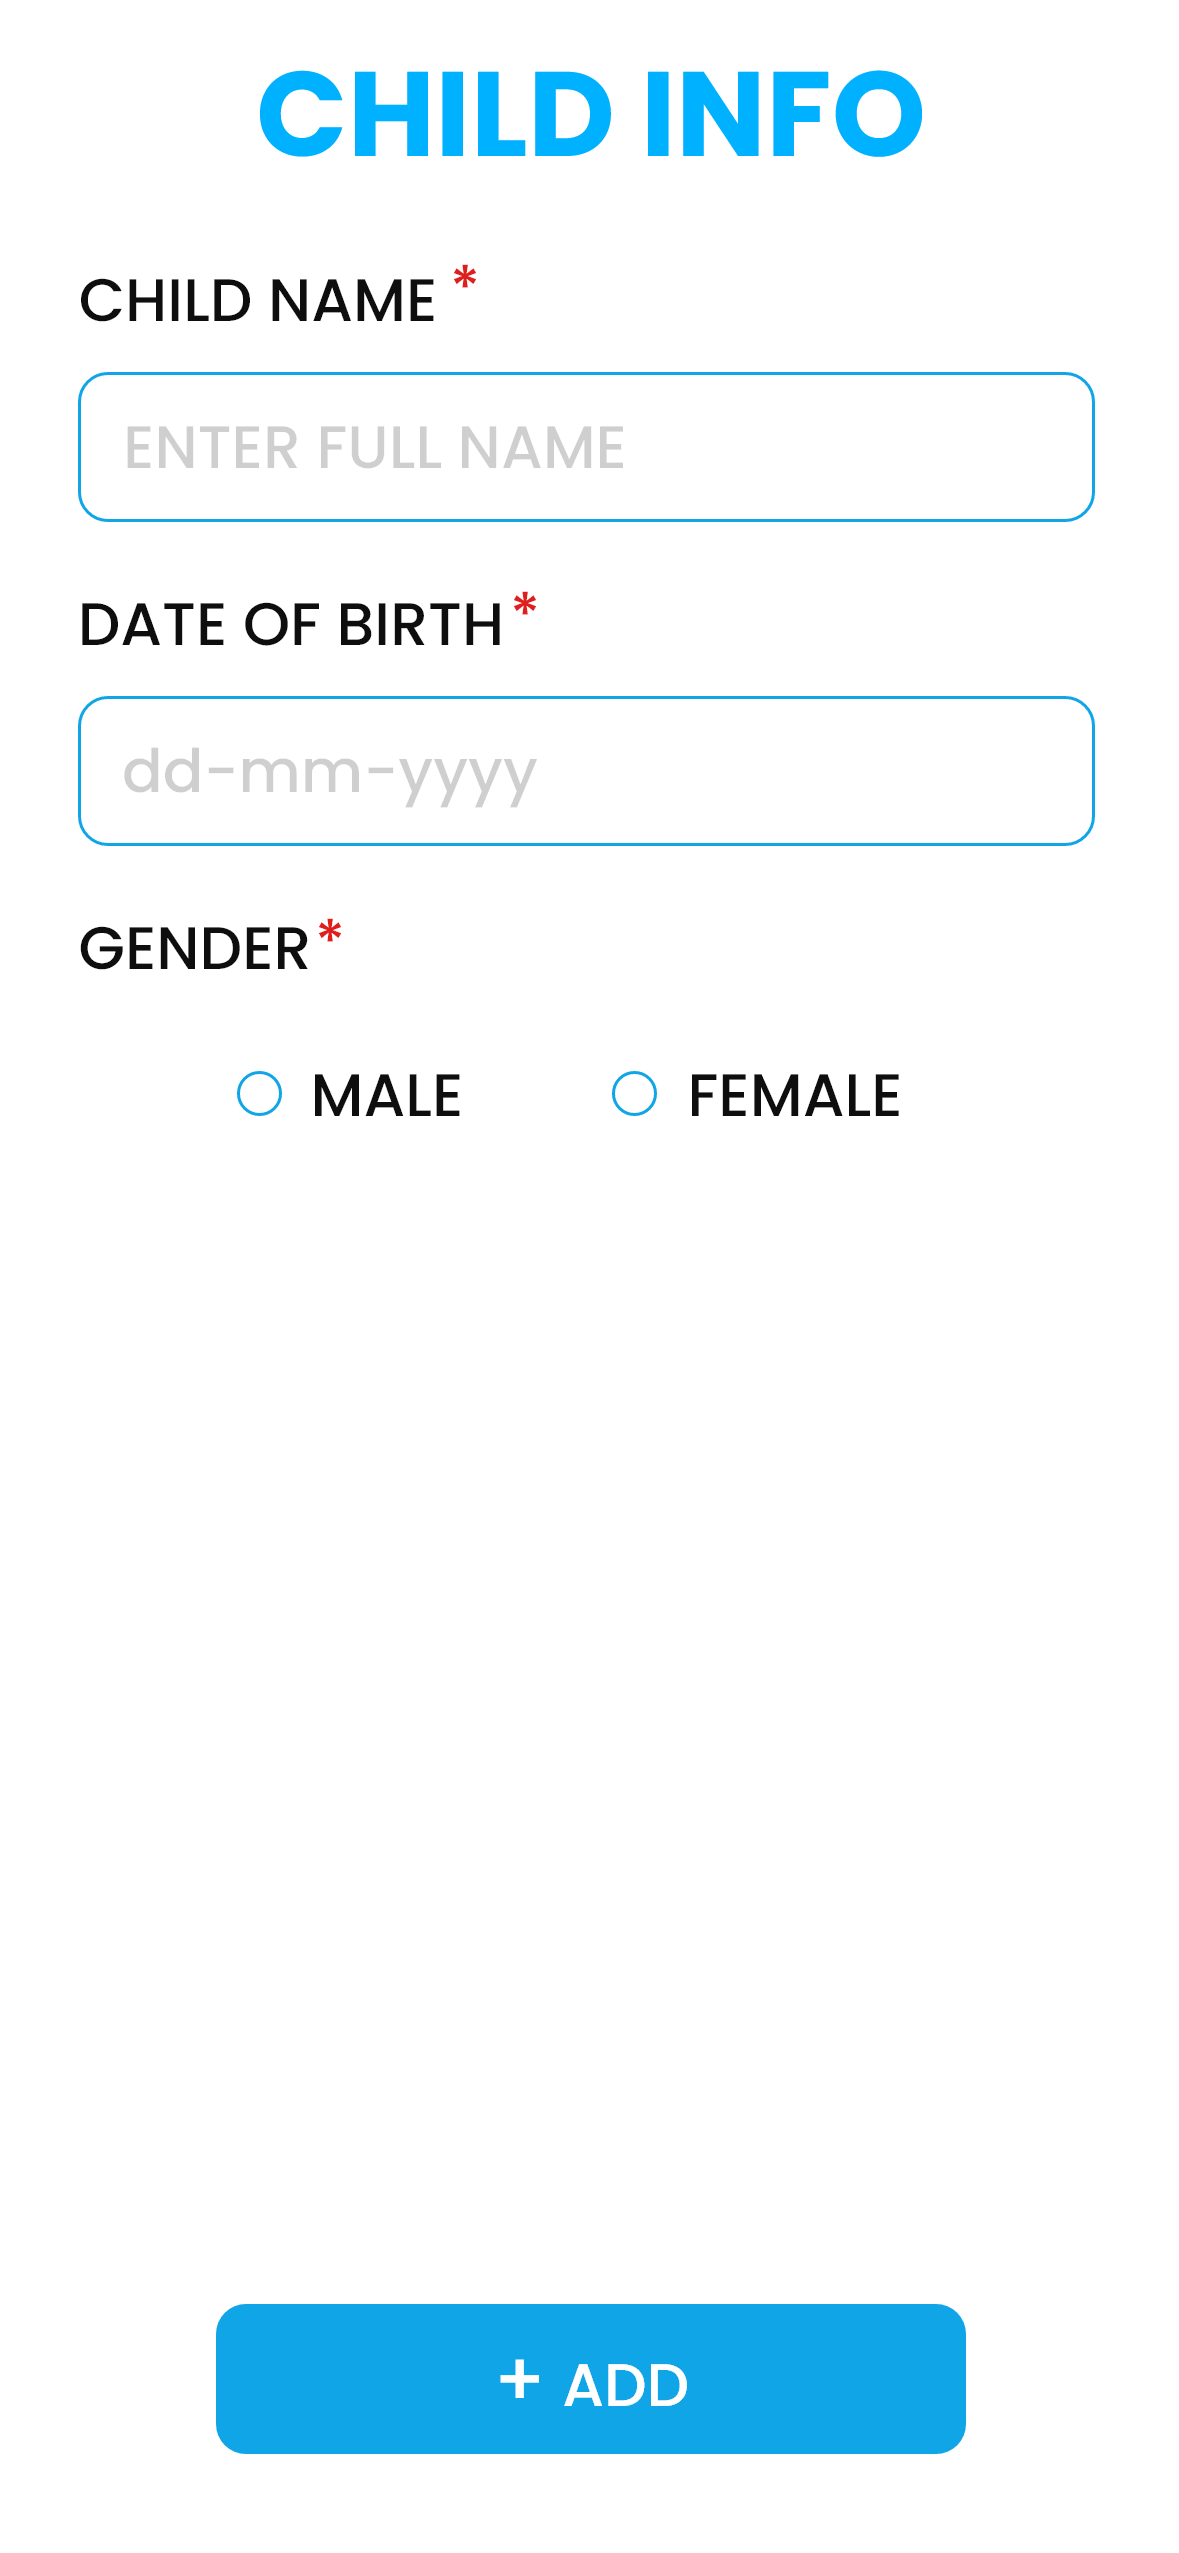 CHILD INFO
CHILD NAME *
ENTER FULL NAME
DATE OF BIRTH *
dd-mm-yyyy
GENDER *
MALE FEMALE
+ ADD